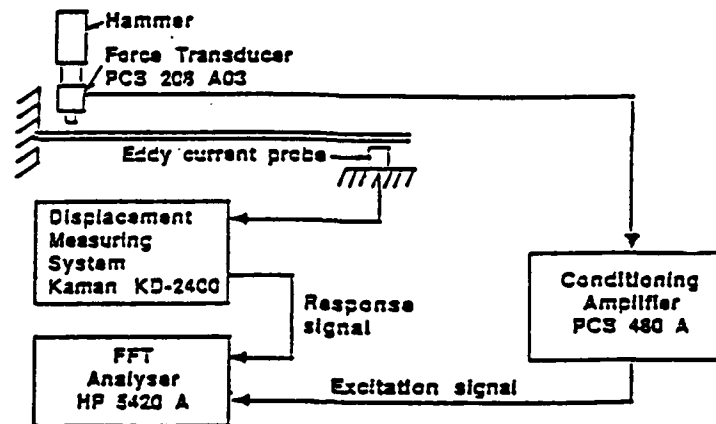 Hammer
Force Transducer
PCB 208 A03
Eddy current probe
Displacement
Measuring
System
Kaman KD-2400
Response
signal
Conditioning
Amplifier
PCB 480 A
FFT
Analyser
HP 5420 A
Excitation signal